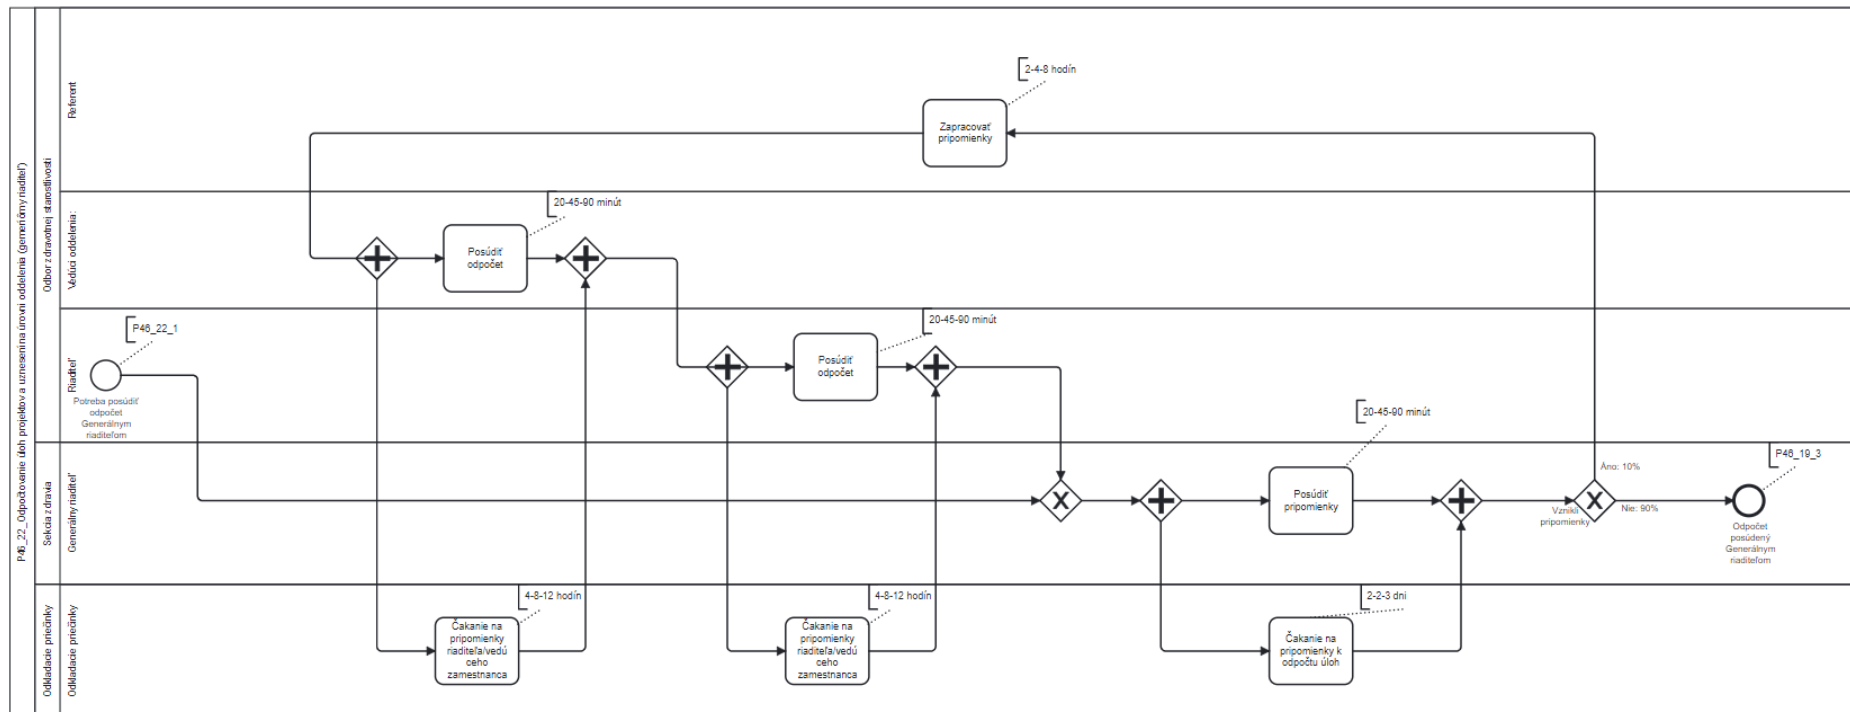 P46_22_Odpočtovanie úloh projektov a uznesení na úrovni oddelenia (generálny riaditeľ)
Odbor zdravotnej starostlivosti
Referent
2-4-8 hodín
Zapracovať
pripomienky
Vedúci oddelenia:
20-45-90 minút
Posúdiť
odpočet
Riaditeľ
P46_22_1
Potreba posúdiť
odpočet
Generálnym
riaditeľom
20-45-90 minút
Posúdiť
odpočet
Sekcia zdravia
Generálny riaditeľ
20-45-90 minút
Posúdiť
pripomienky
Vznikli
pripomienky
Áno: 10%
Nie: 90%
P46_19_3
Odpočet
posúdený
Generálnym
riaditeľom
Odkladacie priečinky
Odkladacie priečinky
4-8-12 hodín
Čakanie na
pripomienky
riaditeľa/vedú
ceho
zamestnanca
4-8-12 hodín
Čakanie na
pripomienky
riaditeľa/vedú
ceho
zamestnanca
2-2-3 dni
Čakanie na
pripomienky k
odpočtu úloh